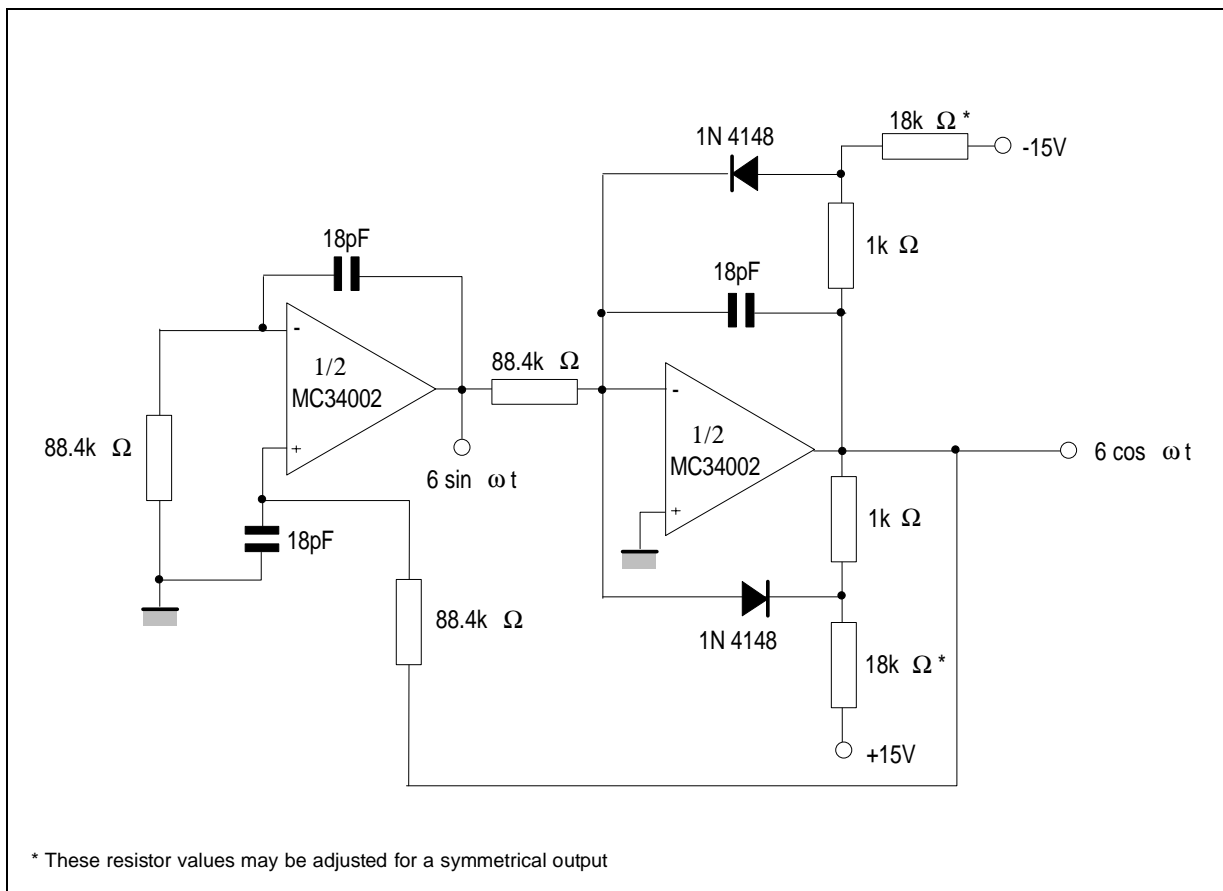 18k Ω *
1N 4148
-15V
18pF
1k Ω
18pF
-
1/2
MC34002
88.4k Ω
-
88.4k Ω
+
1/2
MC34002
6 cos ωt
6 sin ωt
+
1k Ω
18pF
88.4k Ω
1N 4148
18k Ω *
+15V
* These resistor values may be adjusted for a symmetrical output